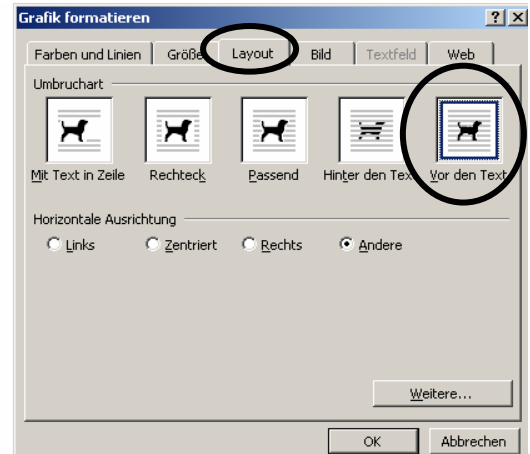 Grafik formatieren ? ×
Farben und Linien Größe Layout Bild Textfeld Web
Umbruchart
Mit Text in Zeile Rechteck Passend Hinter den Text Vor den Text
Horizontale Ausrichtung
Links Zentriert Rechts Andere
Weitere...
OK Abbrechen